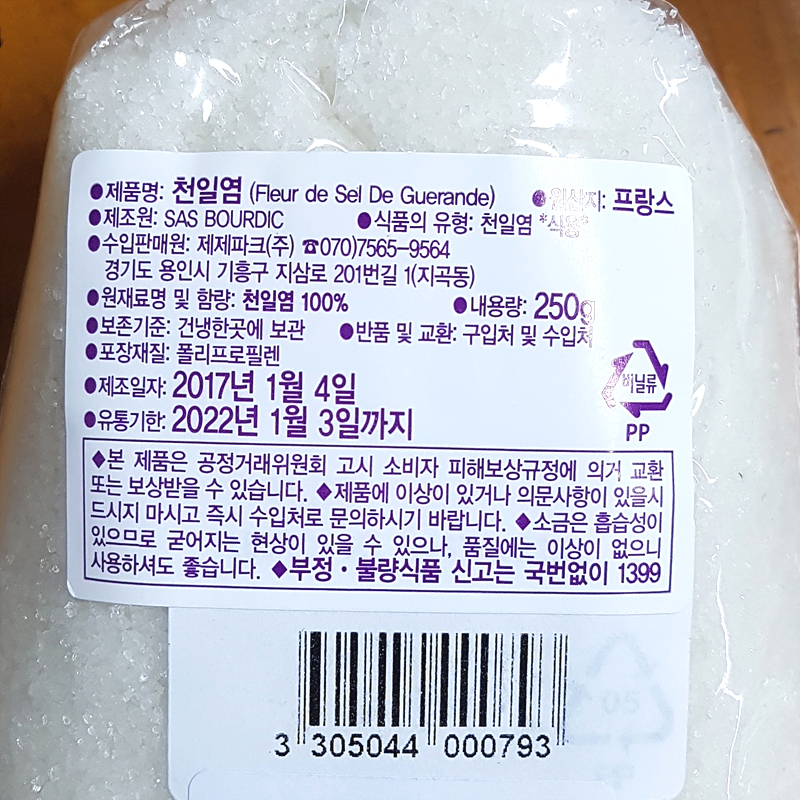 ●제품명: 천일염 (Fleur de Sel De Guerande) ●원산지: 프랑스
●제조원: SAS BOURDIC ●식품의 유형: 천일염 *식용*
●수입판매원: 제제파크(주) ☎070)7565-9564
경기도 용인시 기흥구 지삼로 201번길 1(지곡동)
●원재료명 및 함량: 천일염 100% ●내용량: 250g
●보존기준: 건냉한곳에 보관 ●반품 및 교환: 구입처 및 수입처
●포장재질: 폴리프로필렌
●제조일자: 2017년 1월 4일
●유통기한: 2022년 1월 3일까지
비닐류
PP
◆본 제품은 공정거래위원회 고시 소비자 피해보상규정에 의거 교환
또는 보상받을 수 있습니다. ◆제품에 이상이 있거나 의문사항이 있을시
드시지 마시고 즉시 수입처로 문의하시기 바랍니다. ◆소금은 흡습성이
있으므로 굳어지는 현상이 있을 수 있으나, 품질에는 이상이 없으니
사용하셔도 좋습니다. ◆부정·불량식품 신고는 국번없이 1399
05
PP
3 305044 000793